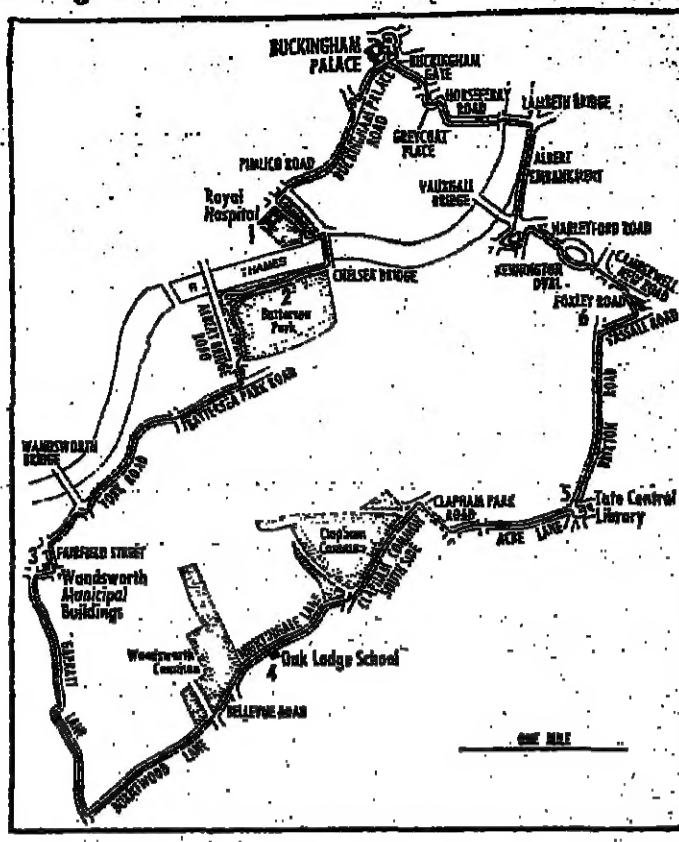 BUCKINGHAM
PALACE
BUCKINGHAM
GATE
HORSEFERRY
ROAD
LAMBETH BRIDGE
GREYCOAT
PLACE
BUCKINGHAM PALACE
ROAD
ALBERT
EMBANKMENT
PIMLICO ROAD
VAUXHALL
BRIDGE
Royal
Hospital
1
HARLEYFORD ROAD
R THAMES
CHELSEA BRIDGE
KENNINGTON
OVAL
CAMBERWELL
NEW ROAD
2
Battersea
Park
ALBERT BRIDGE
ROAD
FOXLEY ROAD
6
VASSALL ROAD
BATTERSEA PARK ROAD
BRIXTON
ROAD
WANDSWORTH
BRIDGE
YORK ROAD
CLAPHAM PARK
ROAD
5
Tate Central
Library
ACRE LANE
Clapham
Common
CLAPHAM COMMON
SOUTH SIDE
3
FAIRFIELD STREET
Wandsworth
Municipal
Buildings
NIGHTINGALE LANE
Wandsworth
Common
4
Oak Lodge School
GARRATT
LANE
BELLEVUE ROAD
BURNTWOOD
LANE
ONE MILE